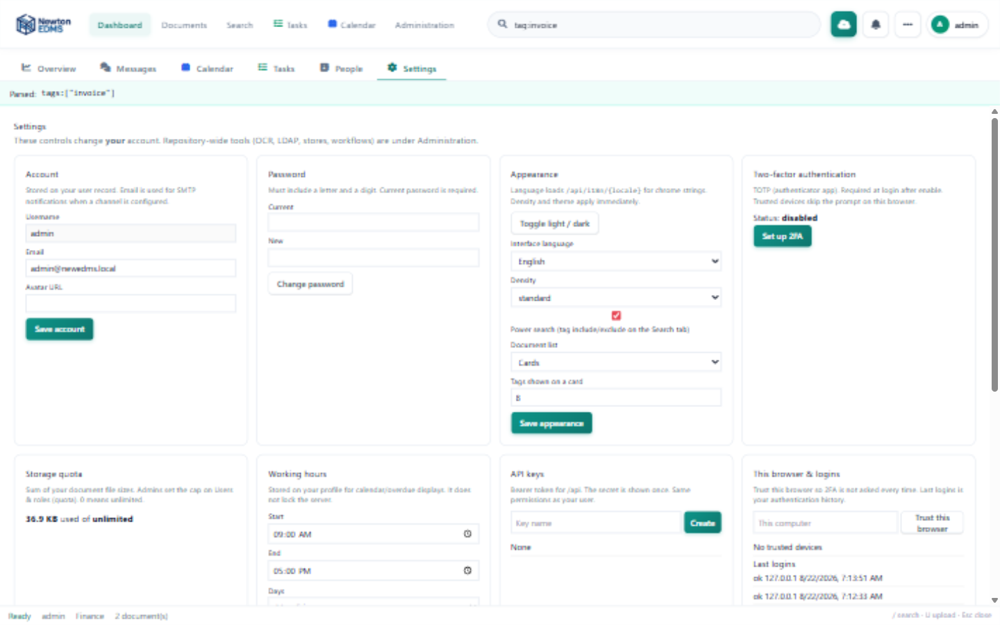 Newton
EDMS
Dashboard
Documents
Search
Tasks
Calendar
Administration
tag:invoice
A
admin
Overview
Messages
Calendar
Tasks
People
Settings
Parsed: tags:["invoice"]
Settings
These controls change your account. Repository-wide tools (OCR, LDAP, stores, workflows) are under Administration.
Account
Stored on your user record. Email is used for SMTP
notifications when a channel is configured.
Username
admin
Email
admin@newedms.local
Avatar URL
Save account
Password
Must include a letter and a digit. Current password is required.
Current
New
Change password
Appearance
Language loads /api/i18n/{locale} for chrome strings.
Density and theme apply immediately.
Toggle light / dark
Interface language
English
Density
standard
Power search (tag include/exclude on the Search tab)
Document list
Cards
Tags shown on a card
8
Save appearance
Two-factor authentication
TOTP (authenticator app). Required at login after enable.
Trusted devices skip the prompt on this browser.
Status: disabled
Set up 2FA
Storage quota
Sum of your document file sizes. Admins set the cap on Users
& roles (quota). 0 means unlimited.
36.9 KB used of unlimited
Working hours
Stored on your profile for calendar/overdue displays. It does
not lock the server.
Start
09:00 AM
End
05:00 PM
Days
API keys
Bearer token for /api. The secret is shown once. Same
permissions as your user.
Key name
Create
None
This browser & logins
Trust this browser so 2FA is not asked every time. Last logins is
your authentication history.
This computer
Trust this
browser
No trusted devices
Last logins
ok 127.0.0.1 8/22/2026, 7:13:51 AM
ok 127.0.0.1 8/22/2026, 7:12:33 AM
Ready
admin
Finance
2 document(s)
/ search · U upload · Esc close